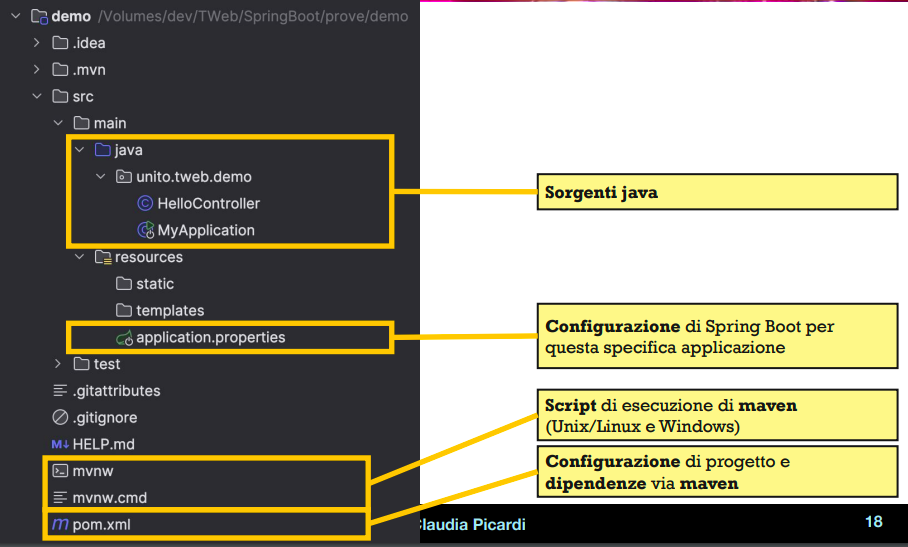 demo /Volumes/dev/TWeb/SpringBoot/prove/demo
.idea
.mvn
src
main
java
unito.tweb.demo
HelloController
MyApplication
resources
static
templates
application.properties
test
.gitattributes
.gitignore
M↓ HELP.md
mvnw
mvnw.cmd
m pom.xml
Sorgenti java
Configurazione di Spring Boot per
questa specifica applicazione
Script di esecuzione di maven
(Unix/Linux e Windows)
Configurazione di progetto e
dipendenze via maven
Claudia Picardi
18